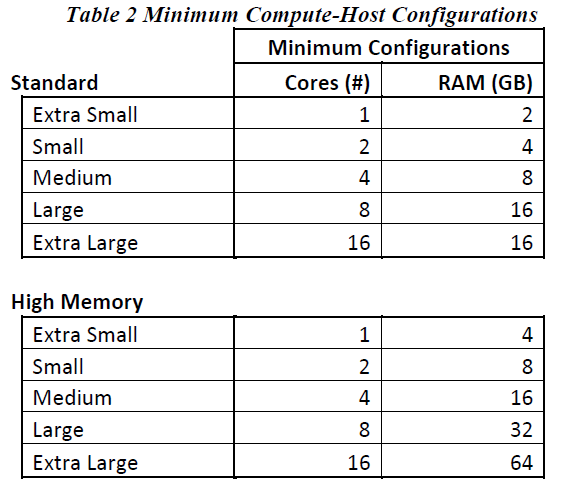 Table 2 Minimum Compute-Host Configurations
Minimum Configurations
Standard Cores (#) RAM (GB)
Extra Small 1 2
Small 2 4
Medium 4 8
Large 8 16
Extra Large 16 16
High Memory
Extra Small 1 4
Small 2 8
Medium 4 16
Large 8 32
Extra Large 16 64